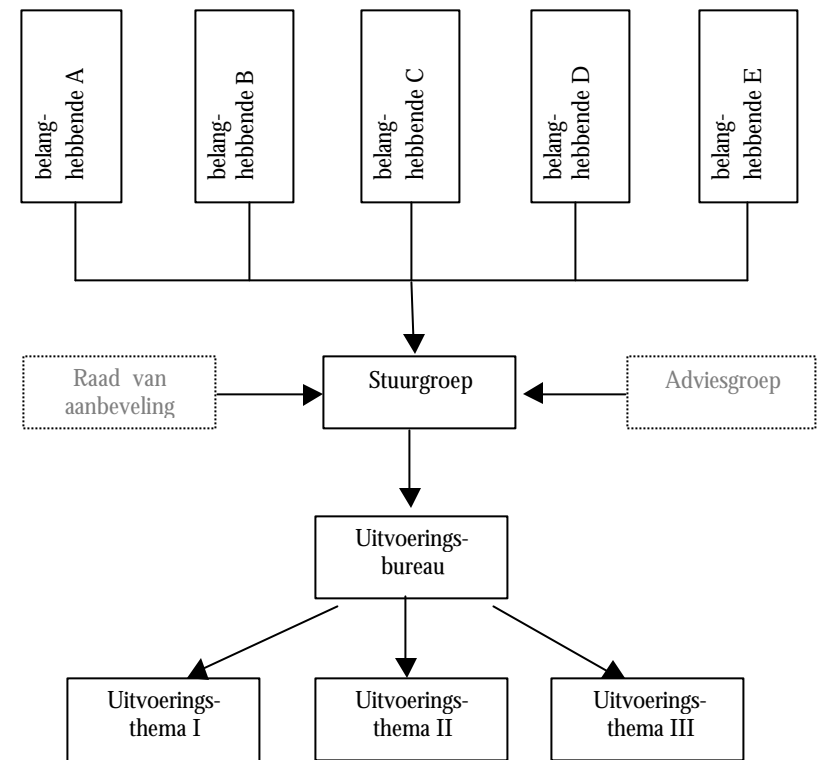 belang-
hebbende A
belang-
hebbende B
belang-
hebbende C
belang-
hebbende D
belang-
hebbende E
Raad van
aanbeveling
Stuurgroep
Adviesgroep
Uitvoerings-
bureau
Uitvoerings-
thema I
Uitvoerings-
thema II
Uitvoerings-
thema III